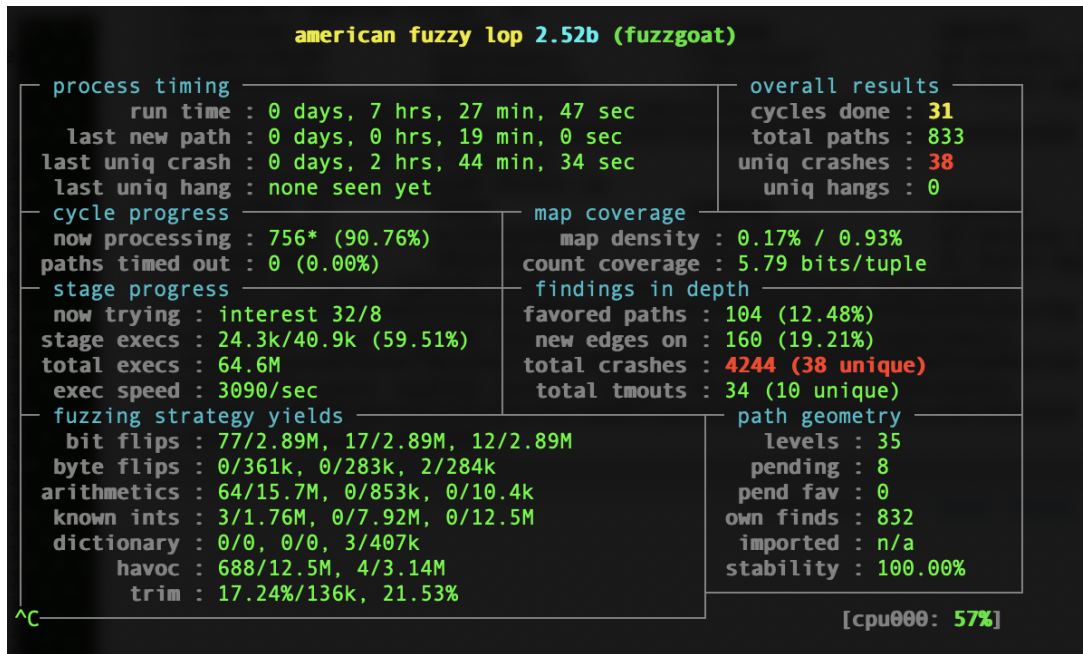 american fuzzy lop 2.52b (fuzzgoat)
process timing overall results
run time : 0 days, 7 hrs, 27 min, 47 sec cycles done : 31
last new path : 0 days, 0 hrs, 19 min, 0 sec total paths : 833
last uniq crash : 0 days, 2 hrs, 44 min, 34 sec uniq crashes : 38
last uniq hang : none seen yet uniq hangs : 0
cycle progress map coverage
now processing : 756* (90.76%) map density : 0.17% / 0.93%
paths timed out : 0 (0.00%) count coverage : 5.79 bits/tuple
stage progress findings in depth
now trying : interest 32/8 favored paths : 104 (12.48%)
stage execs : 24.3k/40.9k (59.51%) new edges on : 160 (19.21%)
total execs : 64.6M total crashes : 4244 (38 unique)
exec speed : 3090/sec total tmouts : 34 (10 unique)
fuzzing strategy yields path geometry
bit flips : 77/2.89M, 17/2.89M, 12/2.89M levels : 35
byte flips : 0/361k, 0/283k, 2/284k pending : 8
arithmetics : 64/15.7M, 0/853k, 0/10.4k pend fav : 0
known ints : 3/1.76M, 0/7.92M, 0/12.5M own finds : 832
dictionary : 0/0, 0/0, 3/407k imported : n/a
havoc : 688/12.5M, 4/3.14M stability : 100.00%
trim : 17.24%/136k, 21.53%
^C [cpu000: 57%]